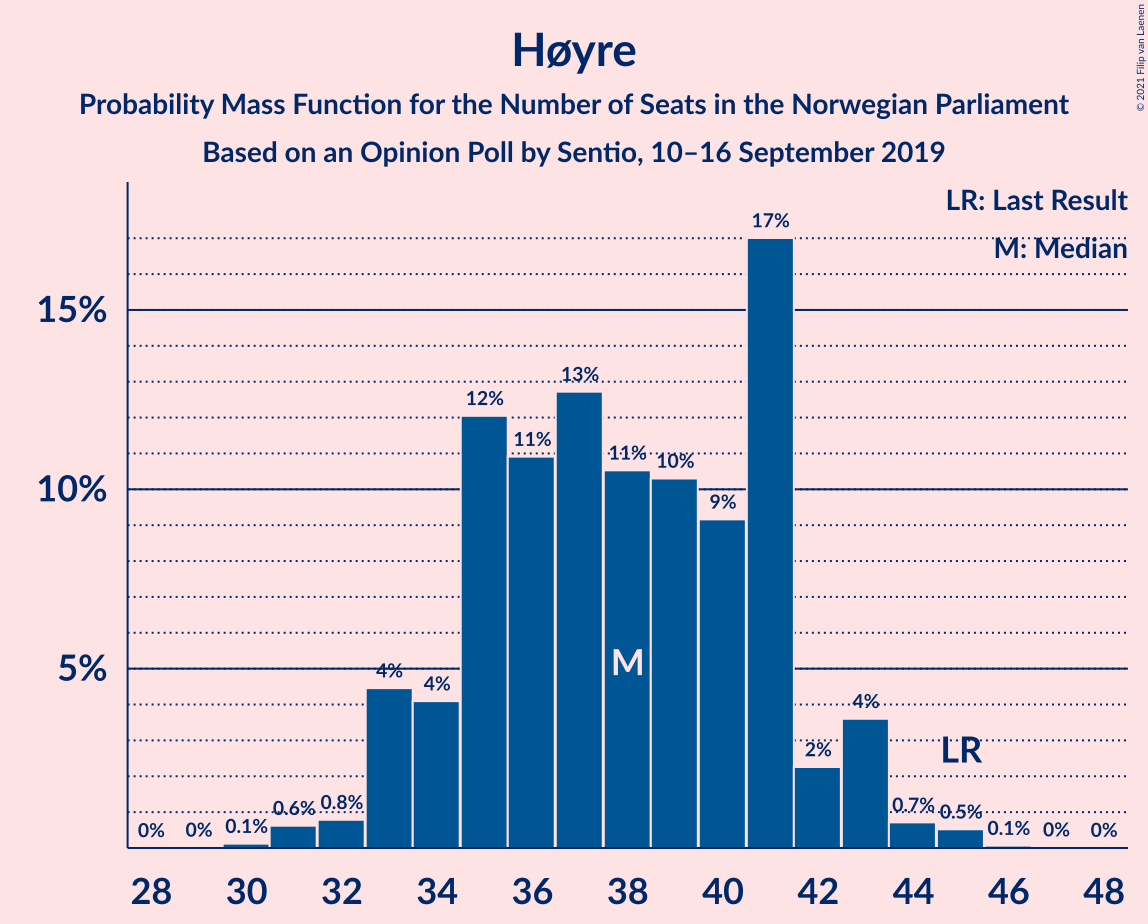 Høyre
Probability Mass Function for the Number of Seats in the Norwegian Parliament
Based on an Opinion Poll by Sentio, 10–16 September 2019
© 2021 Filip van Laenen
LR: Last Result
M: Median
15%
10%
5%
0%
0%
0.1%
0.6%
0.8%
4%
4%
12%
11%
13%
11%
10%
9%
17%
2%
4%
0.7%
0.5%
0.1%
0%
0%
M
LR
28 30 32 34 36 38 40 42 44 46 48